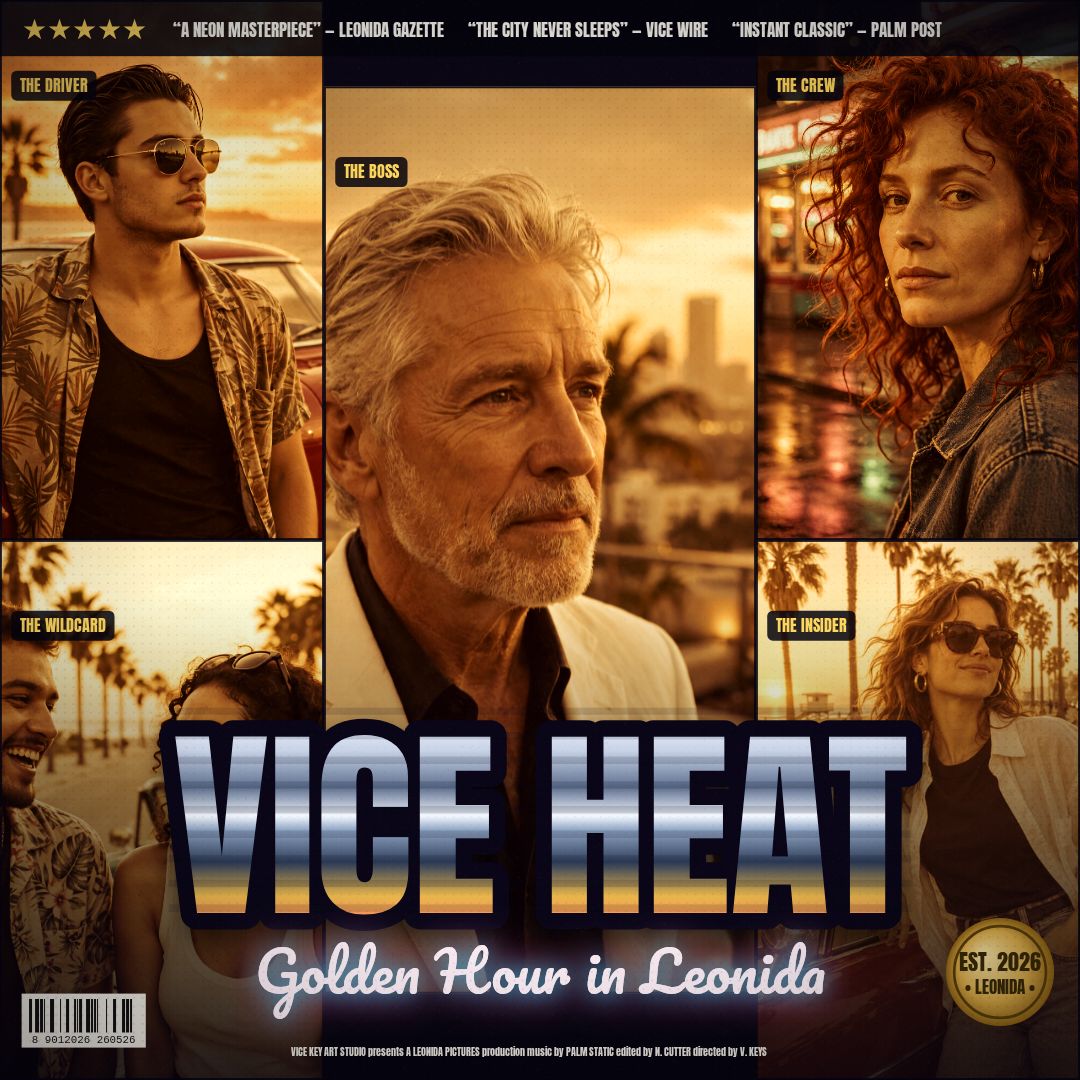 “A NEON MASTERPIECE” – LEONIDA GAZETTE “THE CITY NEVER SLEEPS” – VICE WIRE “INSTANT CLASSIC” – PALM POST
THE DRIVER
THE CREW
THE BOSS
THE WILDCARD
THE INSIDER
VICE HEAT
Golden Hour in Leonida
EST. 2026
• LEONIDA •
8 9012026 260526
VICE KEY ART STUDIO presents A LEONIDA PICTURES production music by PALM STATIC edited by N. CUTTER directed by V. KEYS